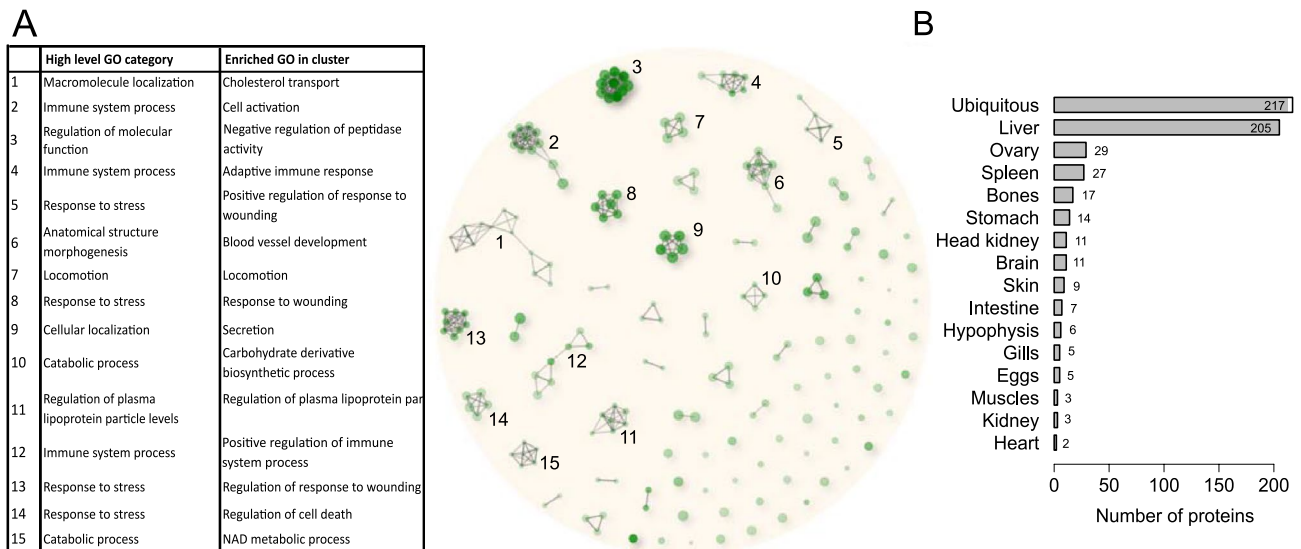 A
High level GO category Enriched GO in cluster
1 Macromolecule localization Cholesterol transport
2 Immune system process Cell activation
3 Regulation of molecular function Negative regulation of peptidase activity
4 Immune system process Adaptive immune response
5 Response to stress Positive regulation of response to wounding
6 Anatomical structure morphogenesis Blood vessel development
7 Locomotion Locomotion
8 Response to stress Response to wounding
9 Cellular localization Secretion
10 Catabolic process Carbohydrate derivative biosynthetic process
11 Regulation of plasma lipoprotein particle levels Regulation of plasma lipoprotein par
12 Immune system process Positive regulation of immune system process
13 Response to stress Regulation of response to wounding
14 Response to stress Regulation of cell death
15 Catabolic process NAD metabolic process
3
4
7
5
2
6
8
1
9
10
13
12
14
11
15
B
Ubiquitous 217
Liver 205
Ovary 29
Spleen 27
Bones 17
Stomach 14
Head kidney 11
Brain 11
Skin 9
Intestine 7
Hypophysis 6
Gills 5
Eggs 5
Muscles 3
Kidney 3
Heart 2
0 50 100 150 200
Number of proteins